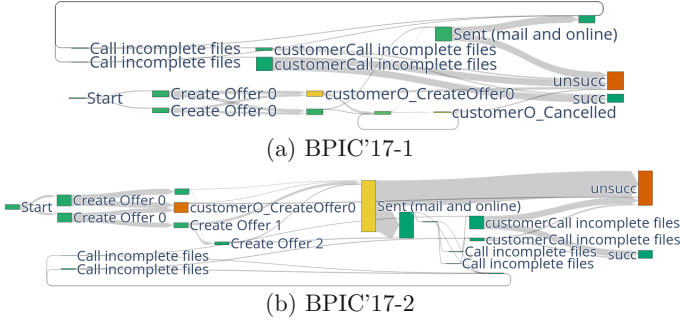 Sent (mail and online)
Call incomplete files customerCall incomplete files
Call incomplete files customerCall incomplete files
unsucc
Start Create Offer 0 customerO_CreateOffer0 succ
Create Offer 0 customerO_Cancelled
(a) BPIC'17-1
unsucc
Start Create Offer 0 customerO_CreateOffer0 Sent (mail and online)
Create Offer 0 Create Offer 1 customerCall incomplete files
Create Offer 2 customerCall incomplete files
Call incomplete files Call incomplete files succ
Call incomplete files Call incomplete files
(b) BPIC'17-2